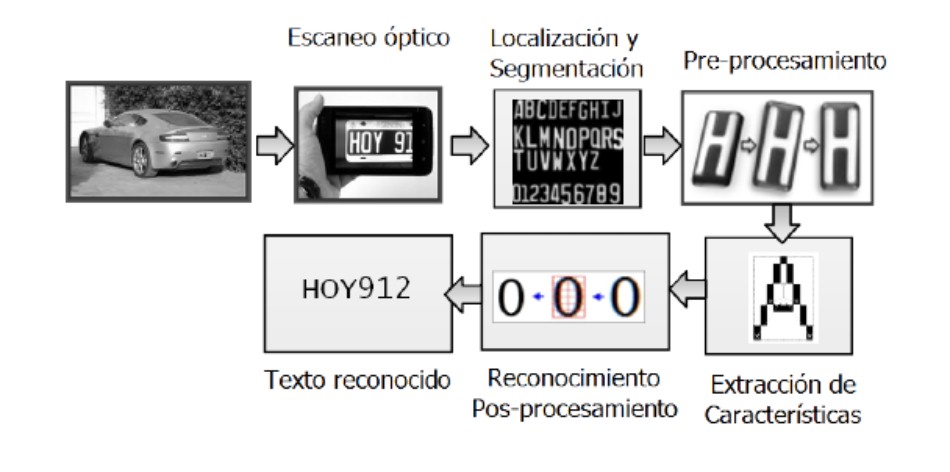 Escaneo óptico
Localización y
Segmentación
Pre-procesamiento
HOY 91
ABCDEFGHIJ
KLMNOPQRS
TUVWXYZ
0123456789
H H H
A
0 0 0
HOY912
Texto reconocido
Reconocimiento
Pos-procesamiento
Extracción de
Características